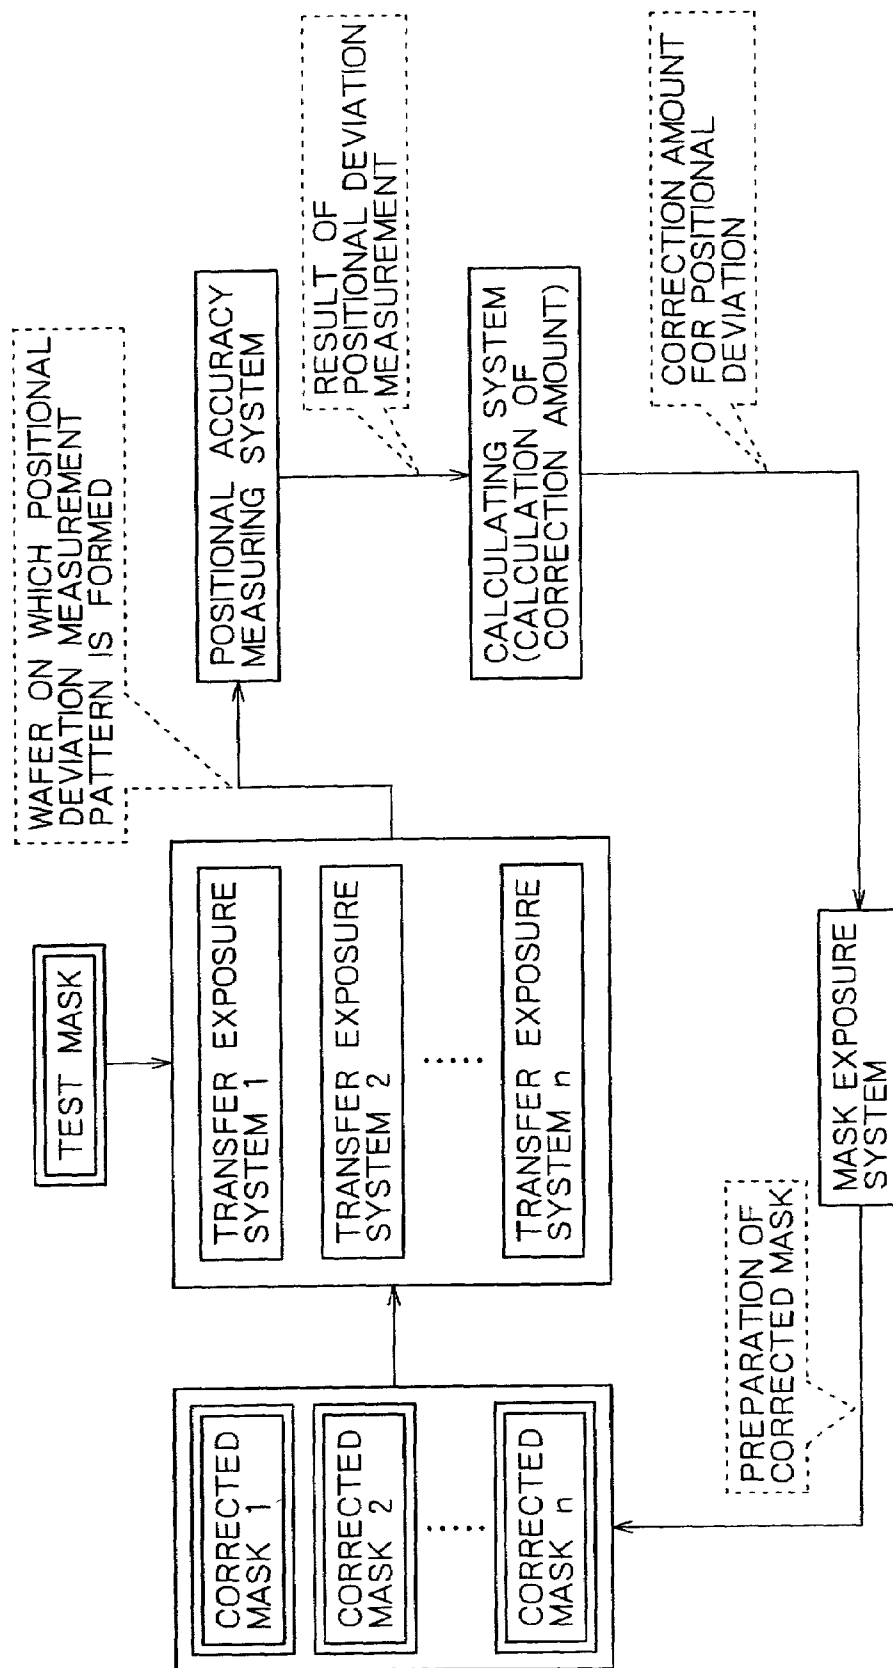 WAFER ON WHICH POSITIONAL
DEVIATION MEASUREMENT
PATTERN IS FORMED
TEST MASK
CORRECTED
MASK 1
CORRECTED
MASK 2
.....
CORRECTED
MASK n
TRANSFER EXPOSURE
SYSTEM 1
TRANSFER EXPOSURE
SYSTEM 2
.....
TRANSFER EXPOSURE
SYSTEM n
POSITIONAL ACCURACY
MEASURING SYSTEM
RESULT OF
POSITIONAL DEVIATION
MEASUREMENT
CALCULATING SYSTEM
(CALCULATION OF
CORRECTION AMOUNT)
CORRECTION AMOUNT
FOR POSITIONAL
DEVIATION
PREPARATION OF
CORRECTED MASK
MASK EXPOSURE
SYSTEM